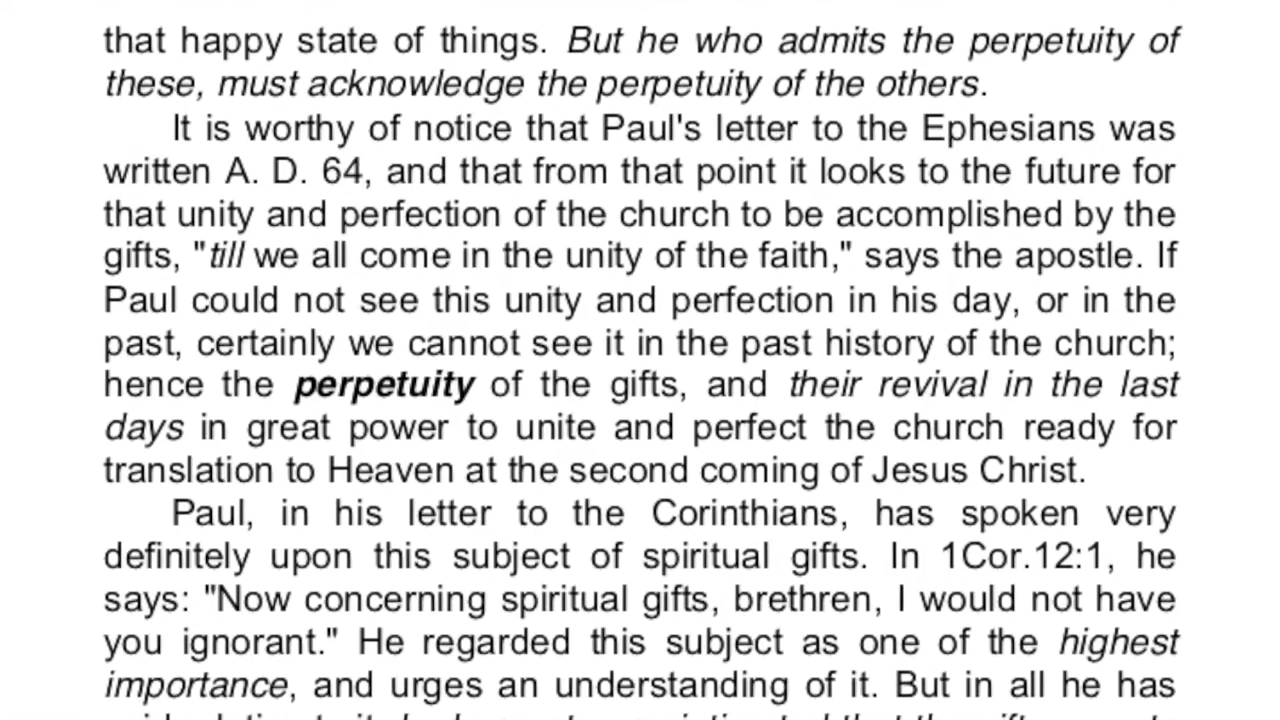 that happy state of things. But he who admits the perpetuity of
these, must acknowledge the perpetuity of the others.
It is worthy of notice that Paul's letter to the Ephesians was
written A. D. 64, and that from that point it looks to the future for
that unity and perfection of the church to be accomplished by the
gifts, "till we all come in the unity of the faith," says the apostle. If
Paul could not see this unity and perfection in his day, or in the
past, certainly we cannot see it in the past history of the church;
hence the perpetuity of the gifts, and their revival in the last
days in great power to unite and perfect the church ready for
translation to Heaven at the second coming of Jesus Christ.
Paul, in his letter to the Corinthians, has spoken very
definitely upon this subject of spiritual gifts. In 1Cor.12:1, he
says: "Now concerning spiritual gifts, brethren, I would not have
you ignorant." He regarded this subject as one of the highest
importance, and urges an understanding of it. But in all he has